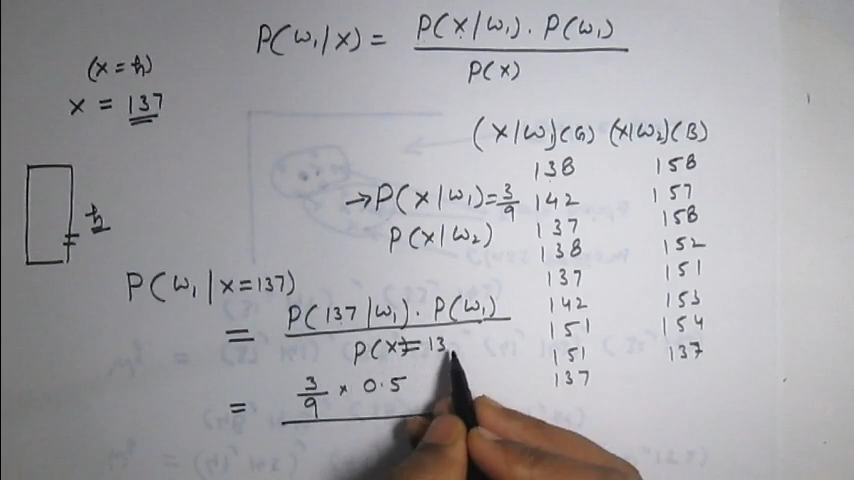 P(ω₁/x) = P(x/ω₁) · P(ω₁)
P(x)
(x = ħ)
x = 137
(x/ω₁)(G) (x/ω₂)(B)
138 158
→ P(x/ω₁) = 3/9 142 157
P(x/ω₂) 137 158
138 152
ħ
137 151
P(ω₁ | x = 137)
142 153
= P(137/ω₁) · P(ω₁)
151 154
P(x) = 13
151 137
137
= 3/9 × 0.5